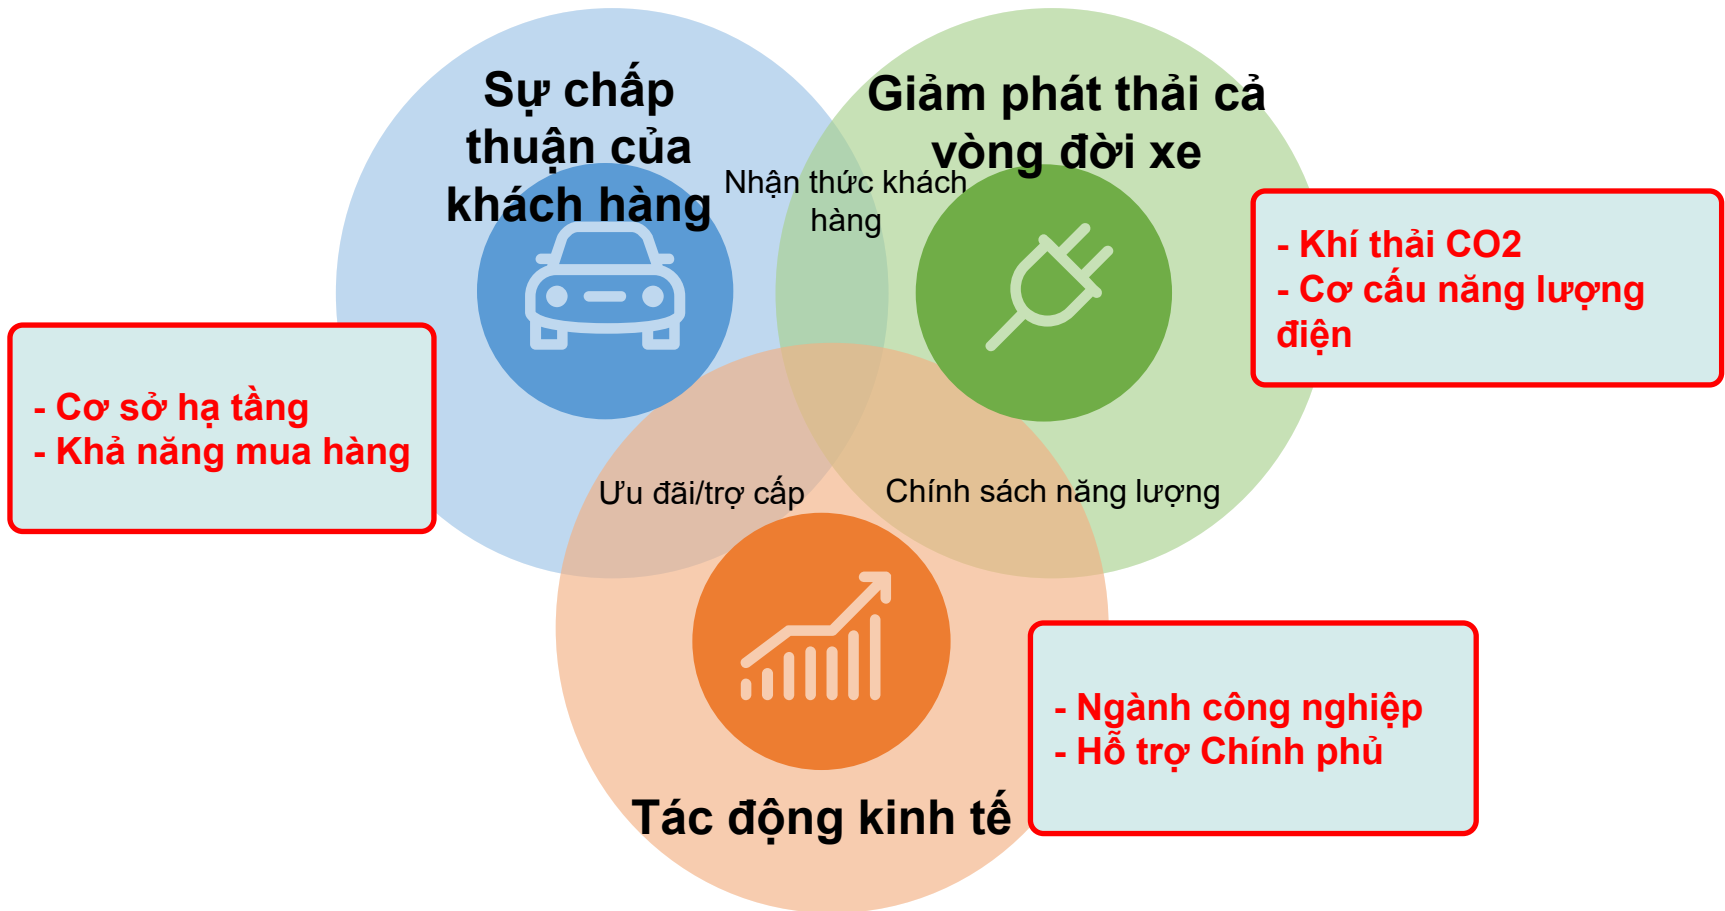 Sự chấp
thuận của
khách hàng
Giảm phát thải cả
vòng đời xe
Nhận thức khách
hàng
- Khí thải CO2
- Cơ cấu năng lượng
điện
- Cơ sở hạ tầng
- Khả năng mua hàng
Ưu đãi/trợ cấp
Chính sách năng lượng
- Ngành công nghiệp
- Hỗ trợ Chính phủ
Tác động kinh tế